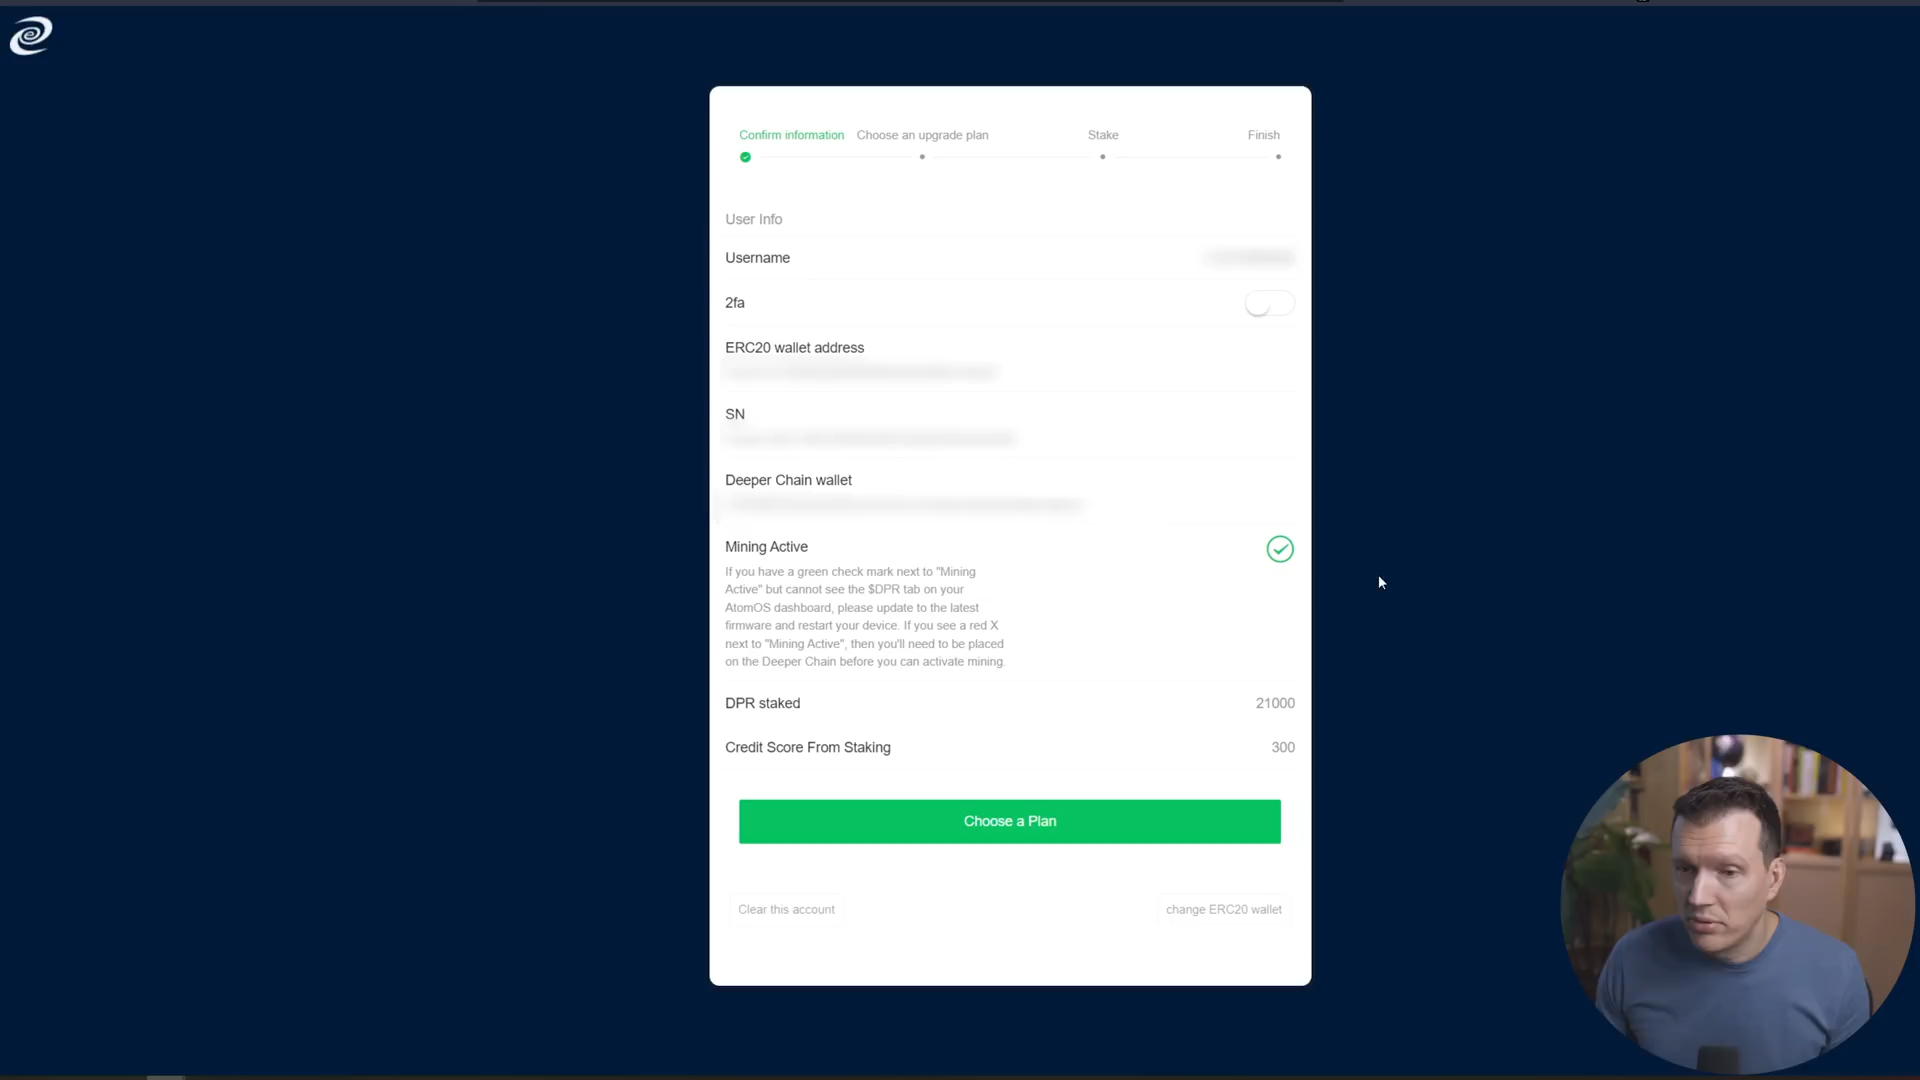 Confirm information
Choose an upgrade plan
Stake
Finish
User Info
Username
2fa
ERC20 wallet address
SN
Deeper Chain wallet
Mining Active
If you have a green check mark next to "Mining
Active" but cannot see the $DPR tab on your
AtomOS dashboard, please update to the latest
firmware and restart your device. If you see a red X
next to "Mining Active", then you'll need to be placed
on the Deeper Chain before you can activate mining.
DPR staked 21000
Credit Score From Staking 300
Choose a Plan
Clear this account
change ERC20 wallet